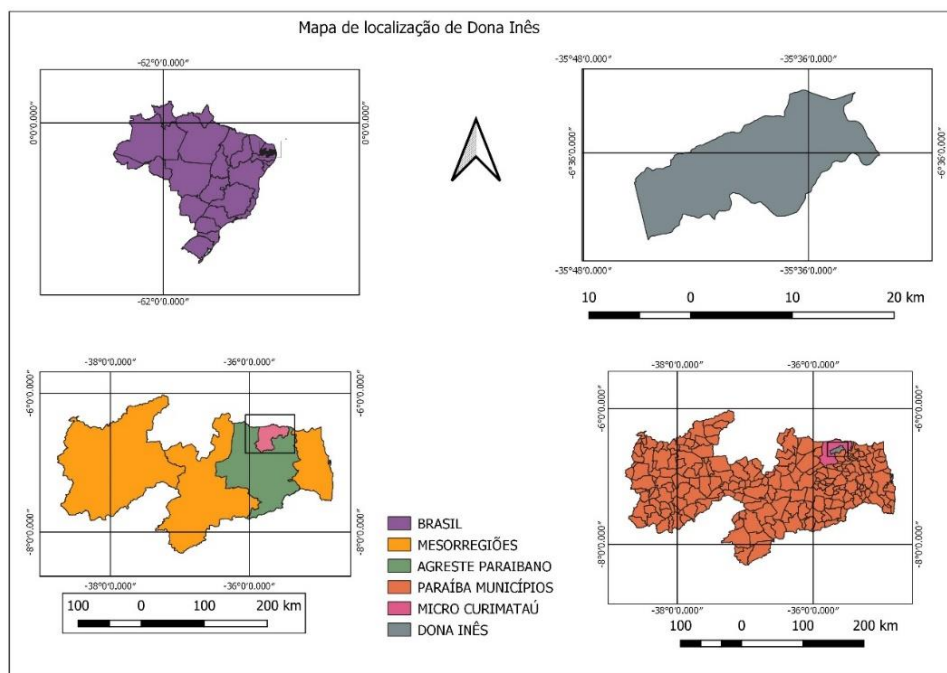 Mapa de localização de Dona Inês
-62°0'0.000"
0°0'0.000"
0°0'0.000"
-62°0'0.000"
-35°48'0.000"
-35°36'0.000"
-6°36'0.000"
-6°36'0.000"
-35°48'0.000"
-35°36'0.000"
10 0 10 20 km
-38°0'0.000"
-36°0'0.000"
-6°0'0.000"
-6°0'0.000"
-8°0'0.000"
-8°0'0.000"
-38°0'0.000"
-36°0'0.000"
100 0 100 200 km
BRASIL
MESORREGIÕES
AGRESTE PARAIBANO
PARAÍBA MUNICÍPIOS
MICRO CURIMATAÚ
DONA INÊS
-38°0'0.000"
-36°0'0.000"
-6°0'0.000"
-6°0'0.000"
-8°0'0.000"
-8°0'0.000"
-38°0'0.000"
-36°0'0.000"
100 0 100 200 km